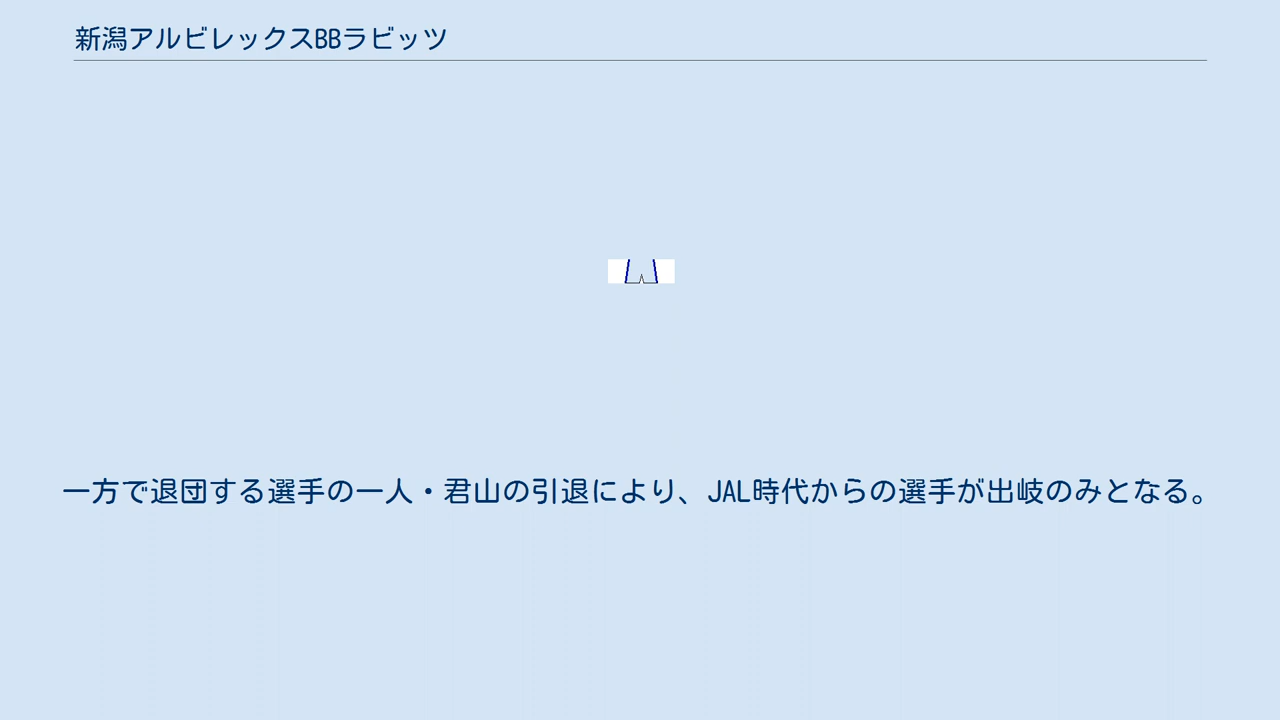 新潟アルビレックスBBラビッツ
一方で退団する選手の一人・君山の引退により、JAL時代からの選手が出岐のみとなる。